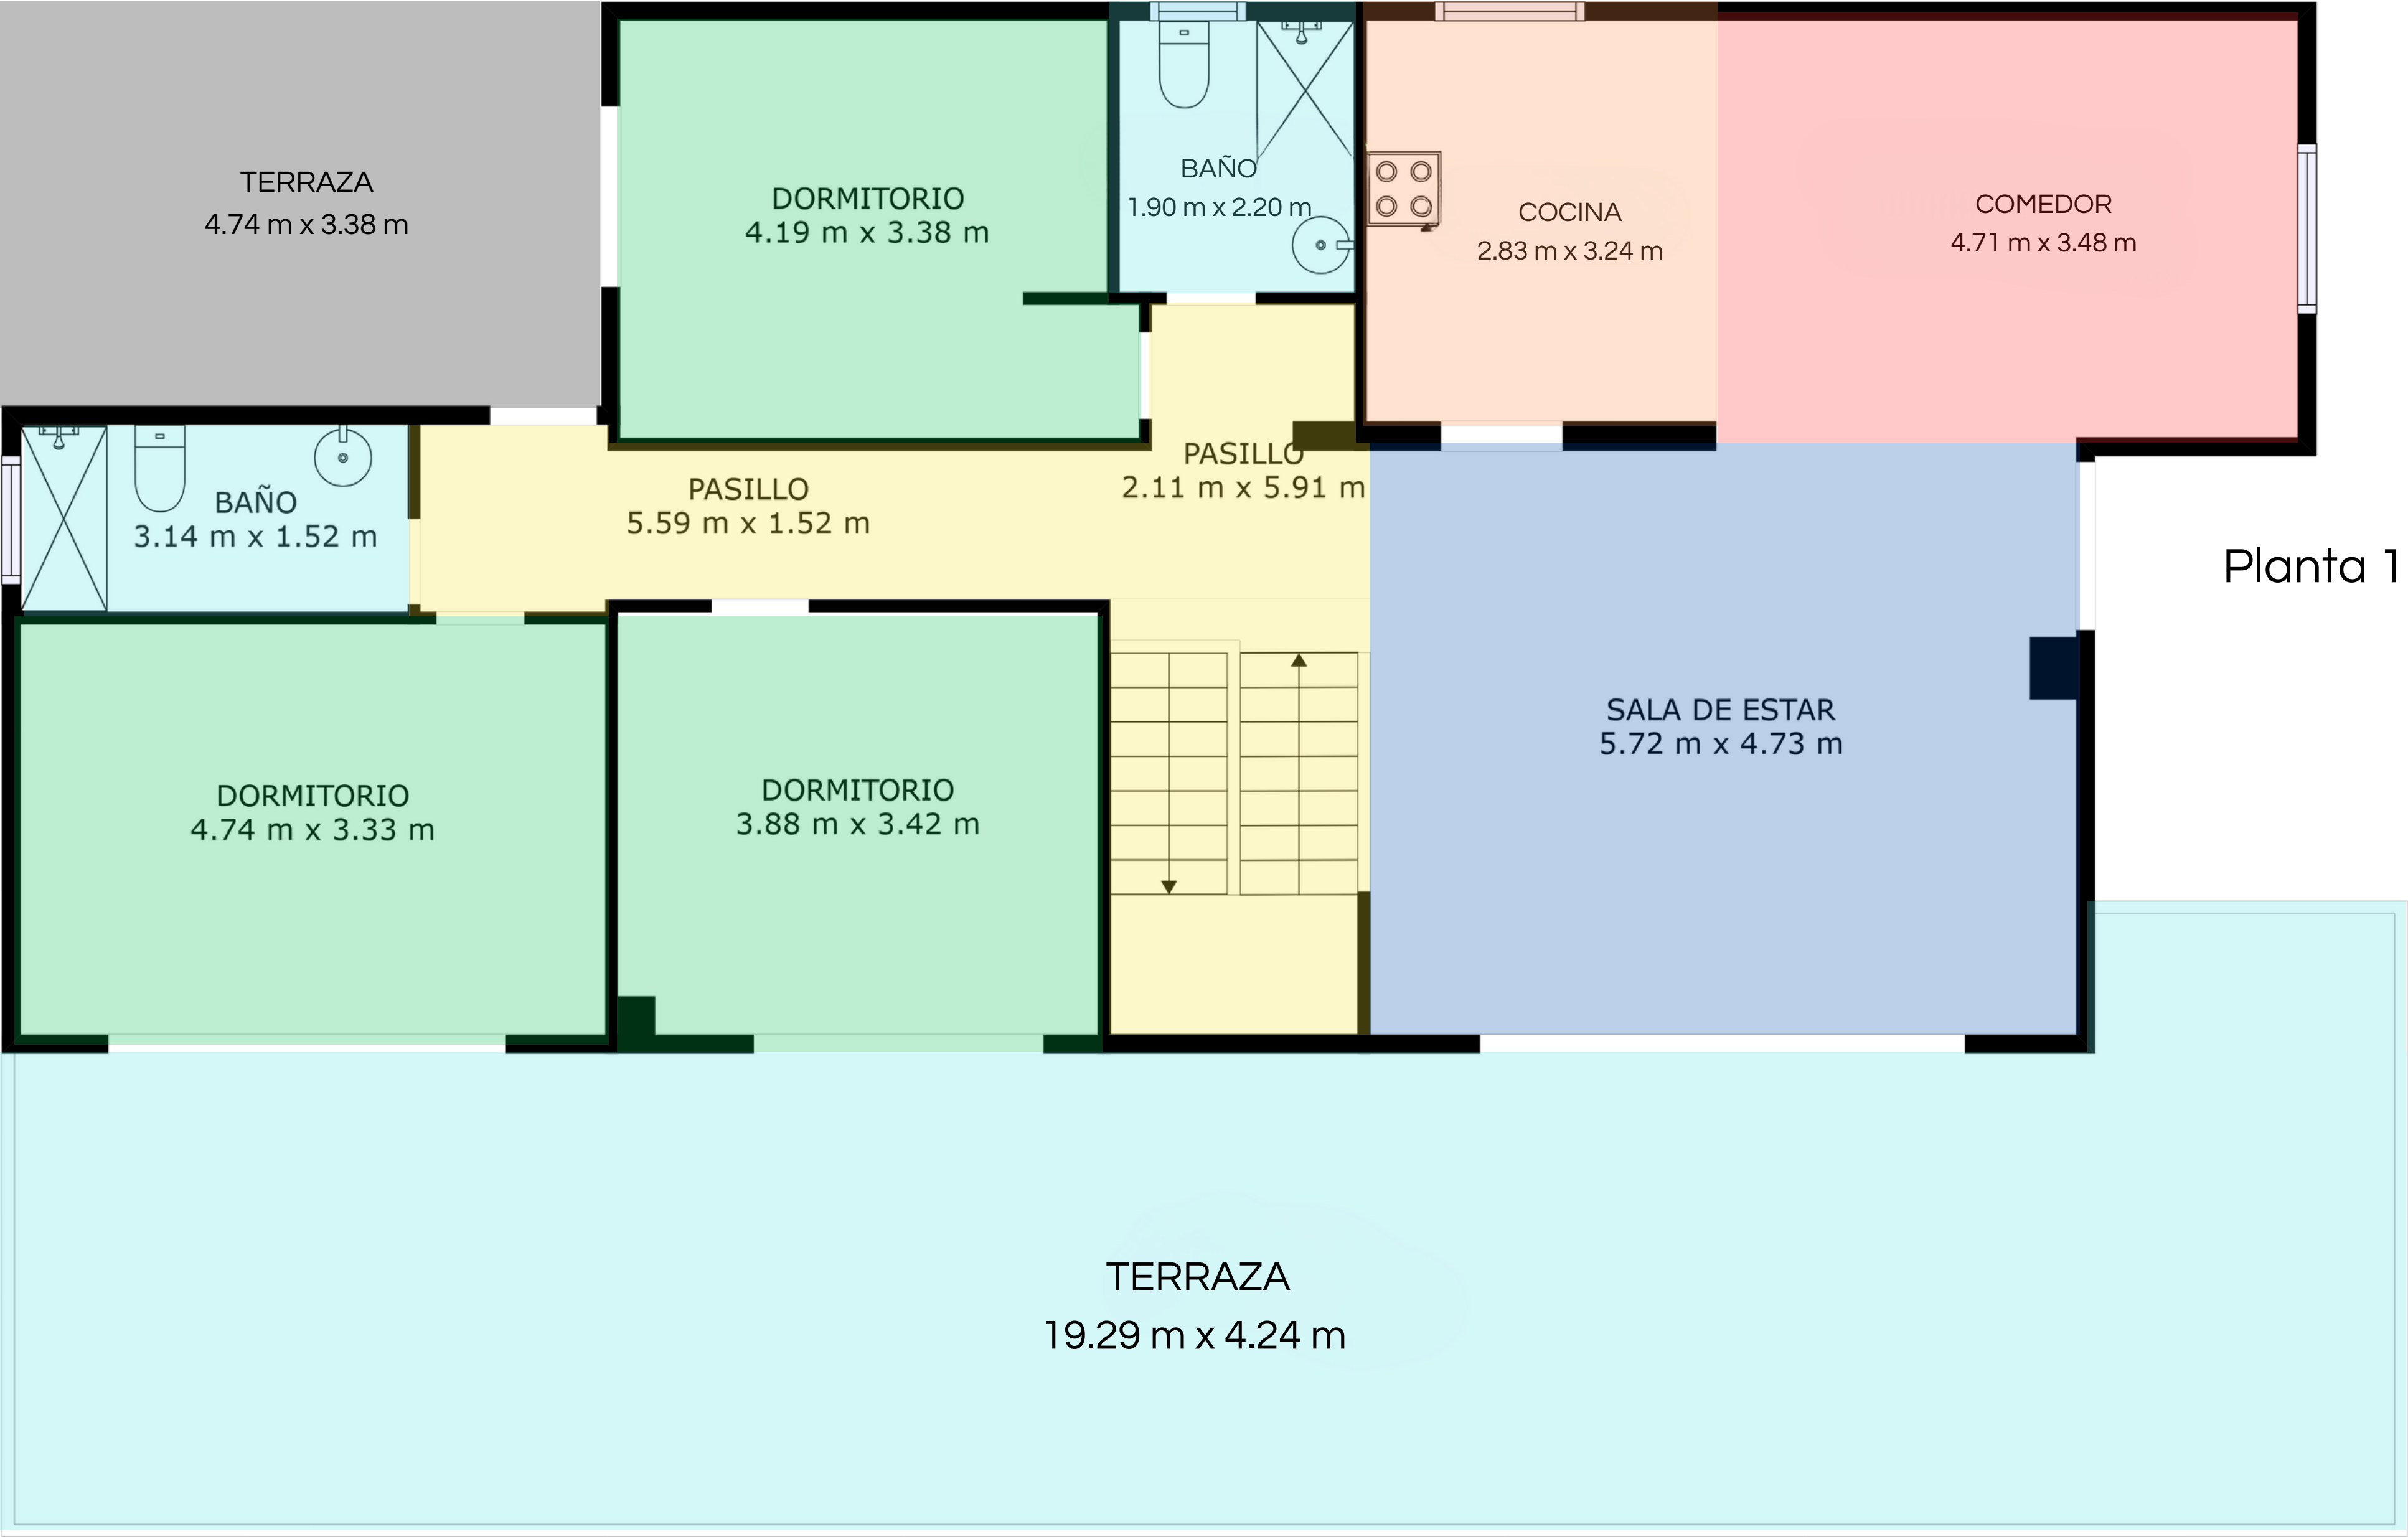 TERRAZA
4.74 m x 3.38 m
DORMITORIO
4.19 m x 3.38 m
BAÑO
1.90 m x 2.20 m
COCINA
2.83 m x 3.24 m
COMEDOR
4.71 m x 3.48 m
BAÑO
3.14 m x 1.52 m
PASILLO
5.59 m x 1.52 m
PASILLO
2.11 m x 5.91 m
Planta 1
DORMITORIO
4.74 m x 3.33 m
DORMITORIO
3.88 m x 3.42 m
SALA DE ESTAR
5.72 m x 4.73 m
TERRAZA
19.29 m x 4.24 m